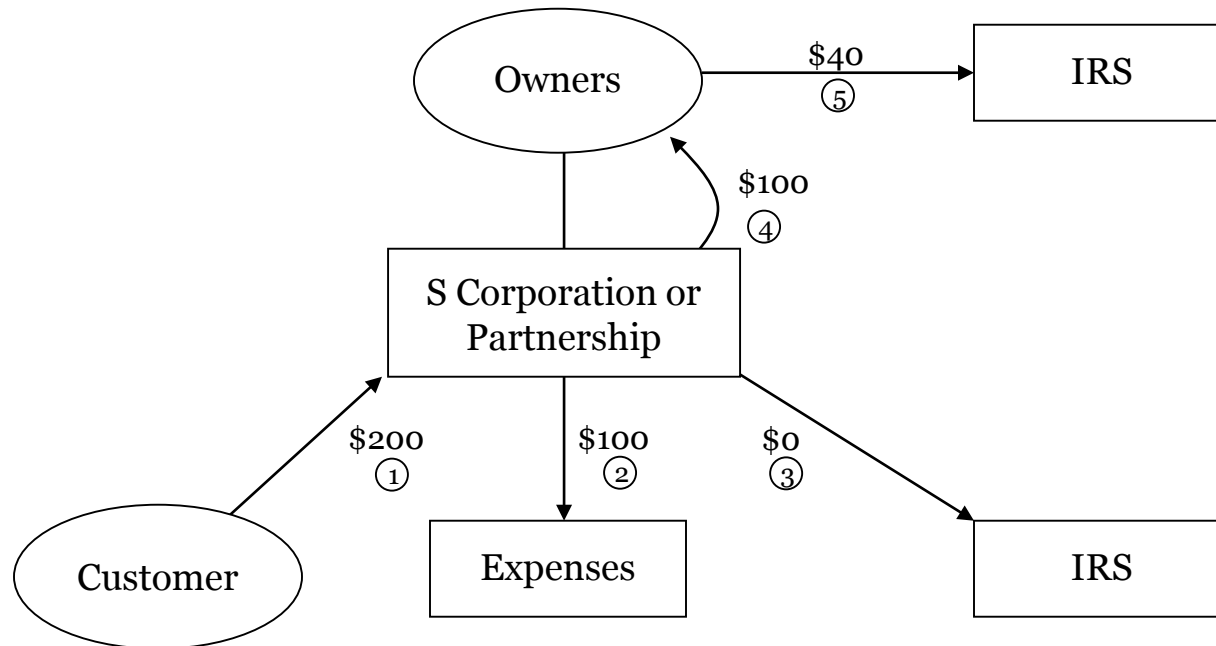 Owners
$40
⑤
IRS
$100
④
S Corporation or
Partnership
$200
①
$100
②
$0
③
Customer
Expenses
IRS